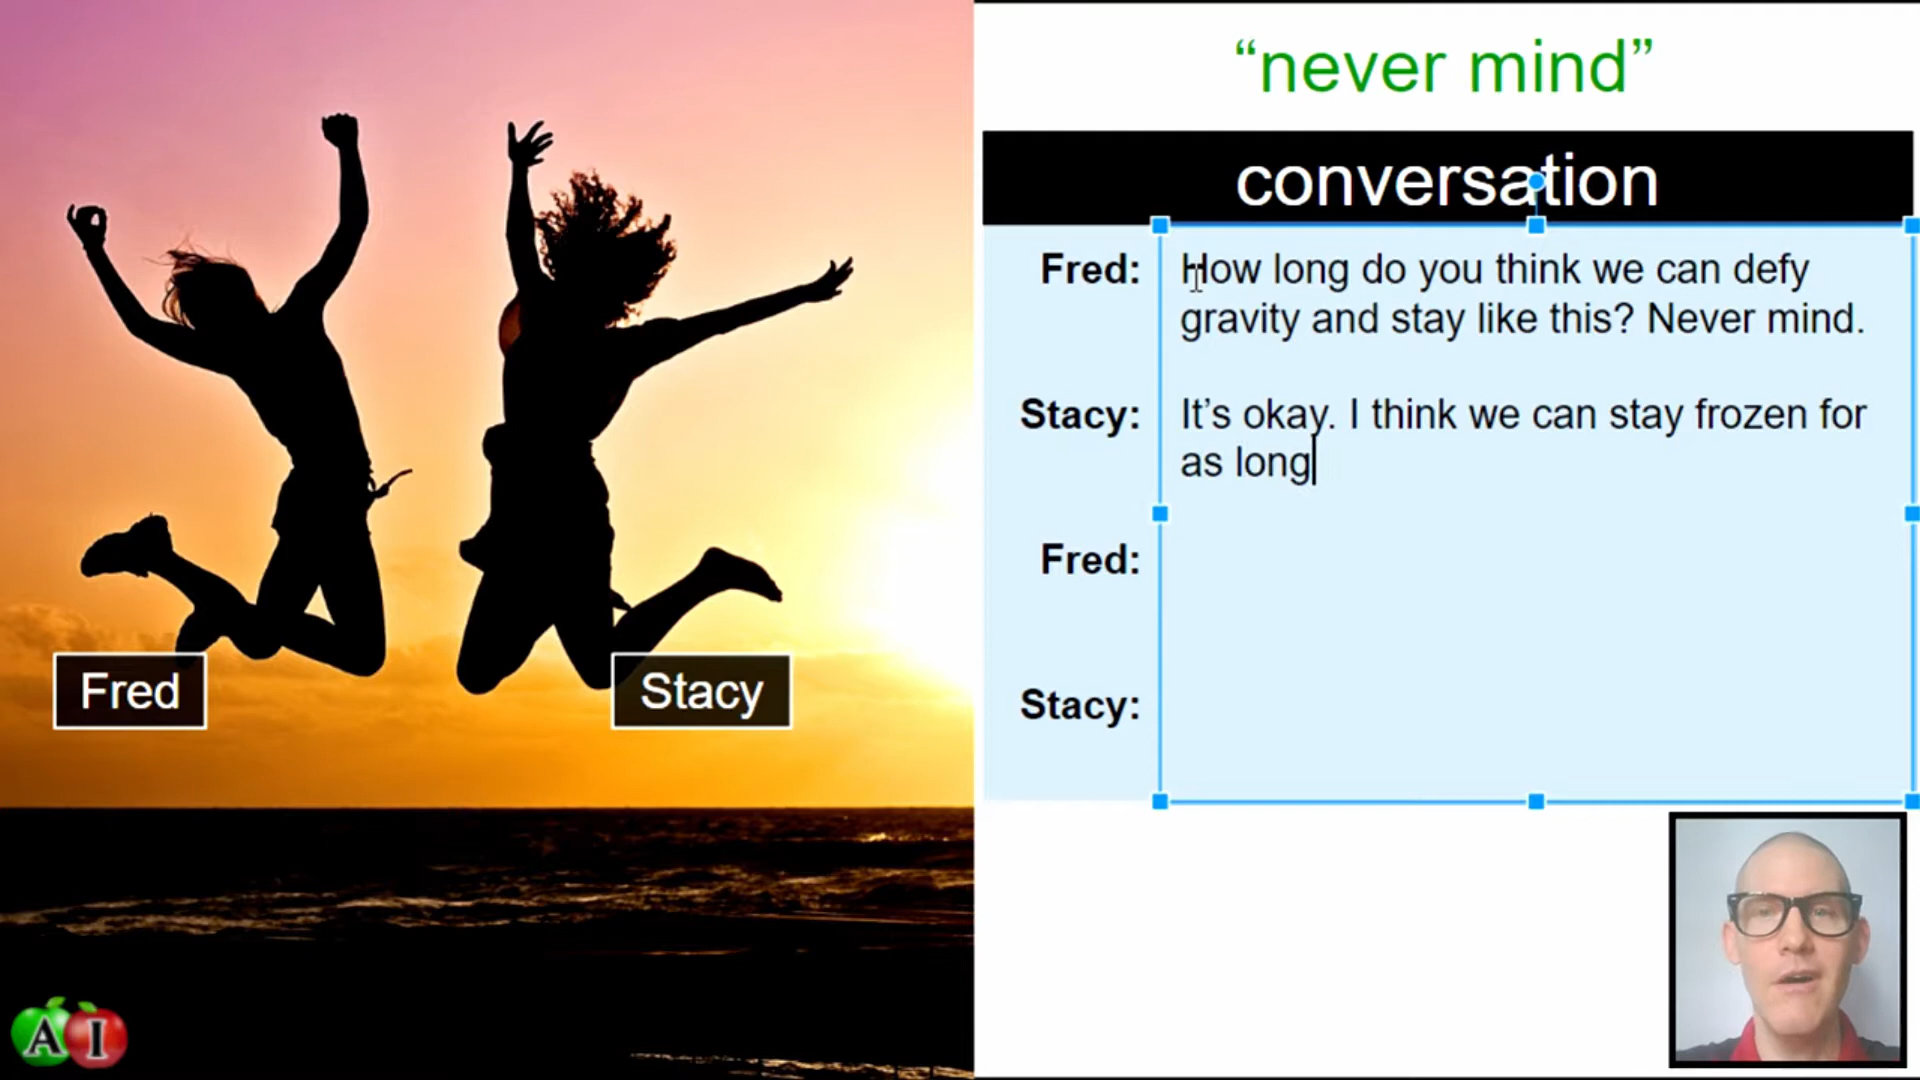 “never mind”
conversation
Fred: How long do you think we can defy
gravity and stay like this? Never mind.
Stacy: It’s okay. I think we can stay frozen for
as long
Fred:
Stacy:
Fred
Stacy
A I